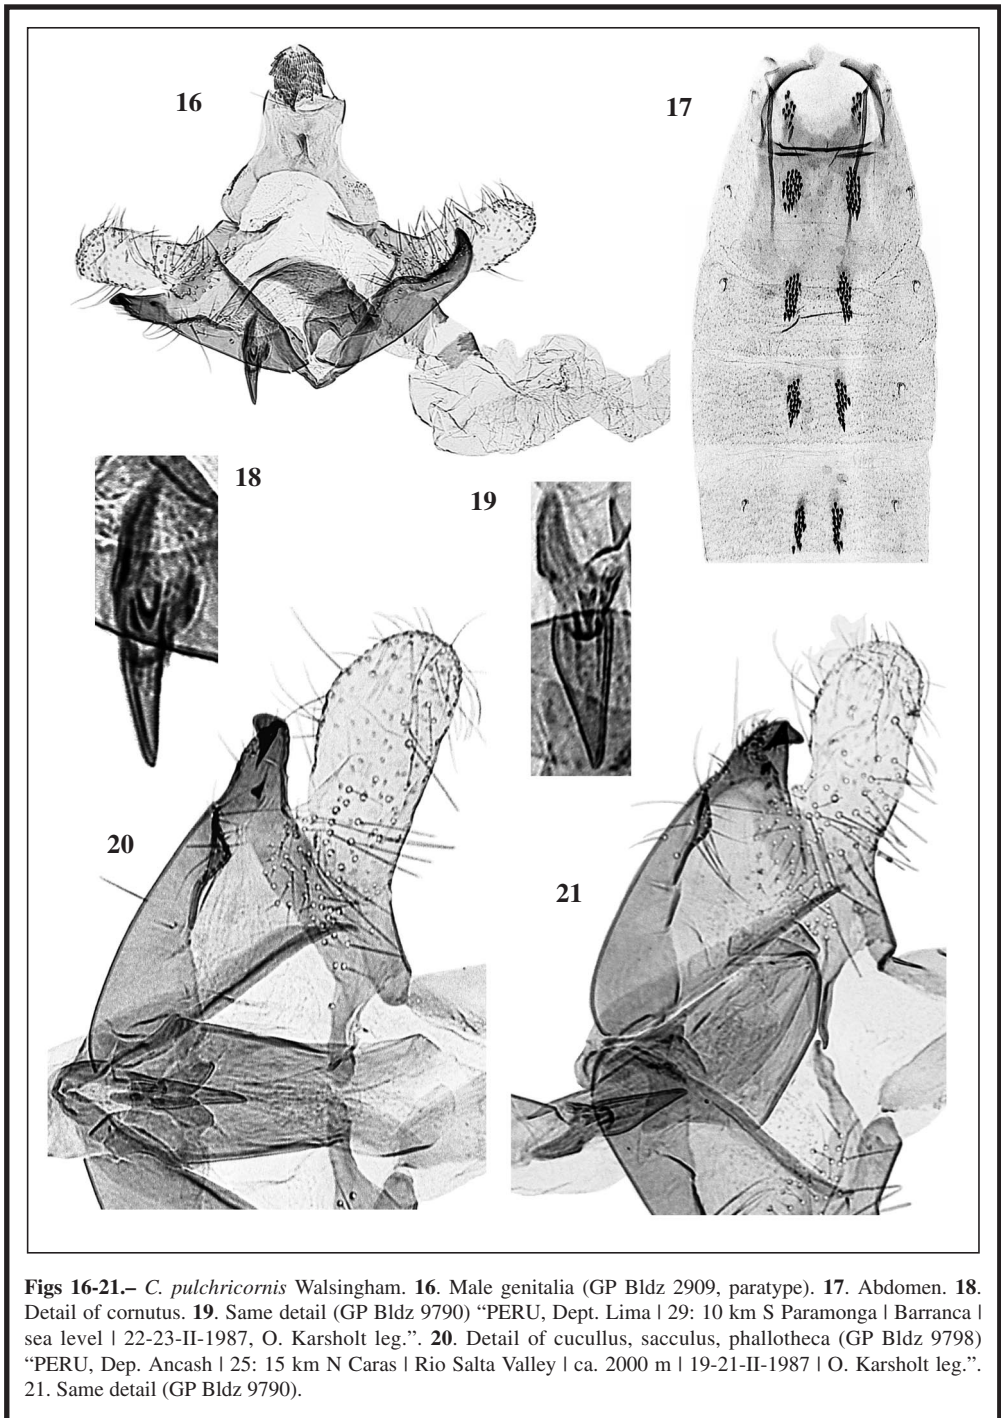 16
17
18
19
20
21
Figs 16-21.– C. pulchricornis Walsingham. 16. Male genitalia (GP Bldz 2909, paratype). 17. Abdomen. 18.
Detail of cornutus. 19. Same detail (GP Bldz 9790) “PERU, Dept. Lima | 29: 10 km S Paramonga | Barranca |
sea level | 22-23-II-1987, O. Karsholt leg.”. 20. Detail of cucullus, sacculus, phallotheca (GP Bldz 9798)
“PERU, Dep. Ancash | 25: 15 km N Caras | Rio Salta Valley | ca. 2000 m | 19-21-II-1987 | O. Karsholt leg.”.
21. Same detail (GP Bldz 9790).